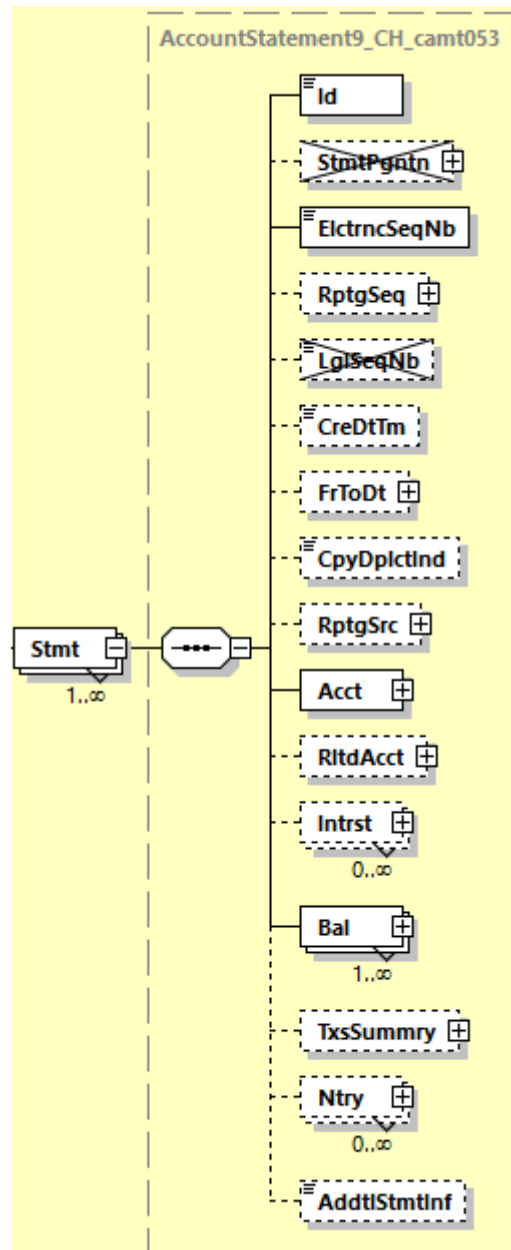 AccountStatement9_CH_camt053
Id
StmtPgntn
ElctrncSeqNb
RptgSeq
LglSeqNb
CreDtTm
FrToDt
CpyDplctInd
RptgSrc
Stmt
1..∞
Acct
RltdAcct
Intrst
0..∞
Bal
1..∞
TxsSummry
Ntry
0..∞
AddtlStmtInf